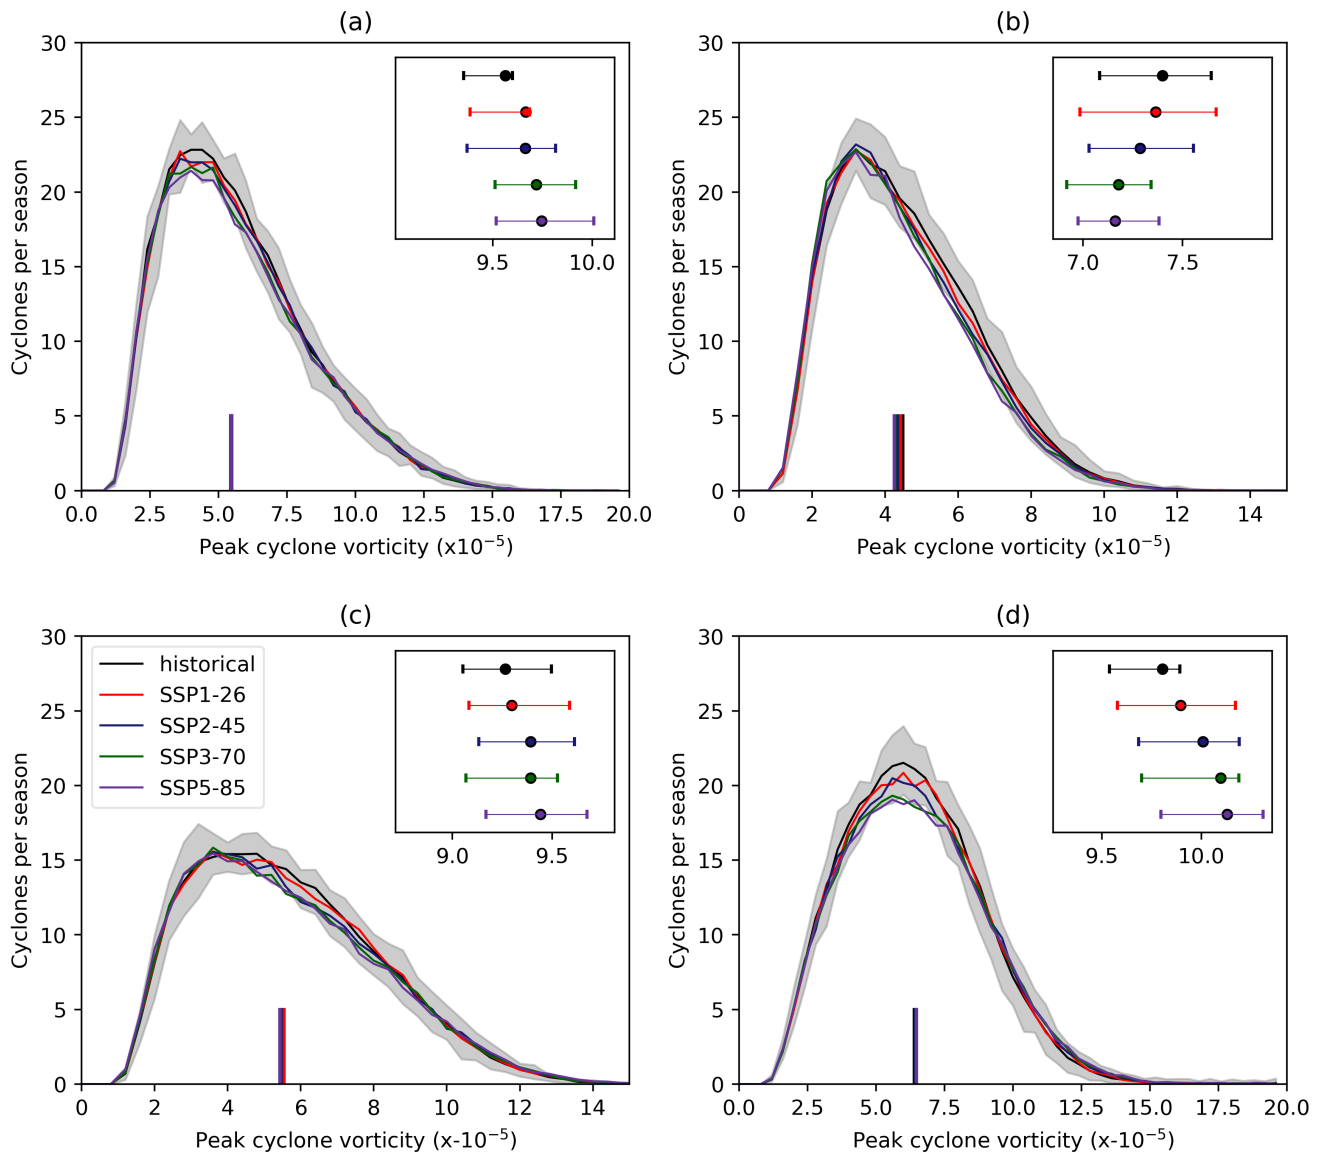 (a)
30
25
20
15
10
5
0
Cyclones per season
9.5 10.0
0.0 2.5 5.0 7.5 10.0 12.5 15.0 17.5 20.0
Peak cyclone vorticity (x10⁻⁵)
(b)
30
25
20
15
10
5
0
Cyclones per season
7.0 7.5
0 2 4 6 8 10 12 14
Peak cyclone vorticity (x10⁻⁵)
(c)
30
25
20
15
10
5
0
Cyclones per season
historical
SSP1-26
SSP2-45
SSP3-70
SSP5-85
9.0 9.5
0 2 4 6 8 10 12 14
Peak cyclone vorticity (x-10⁻⁵)
(d)
30
25
20
15
10
5
0
Cyclones per season
9.5 10.0
0.0 2.5 5.0 7.5 10.0 12.5 15.0 17.5 20.0
Peak cyclone vorticity (x-10⁻⁵)